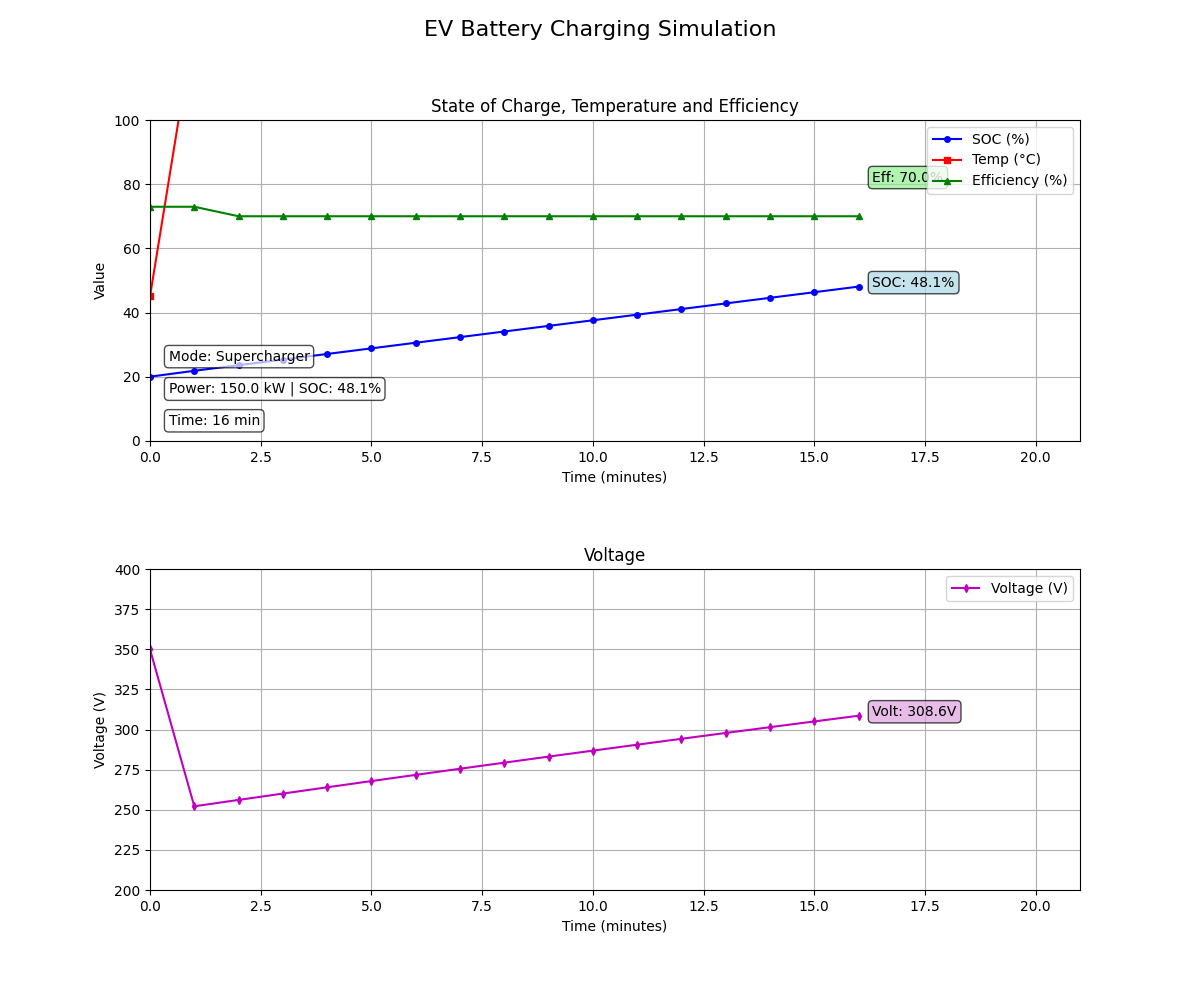 EV Battery Charging Simulation
State of Charge, Temperature and Efficiency
Value
100
80
60
40
20
0
SOC (%)
Temp (°C)
Efficiency (%)
Eff: 70.0%
SOC: 48.1%
Mode: Supercharger
Power: 150.0 kW | SOC: 48.1%
Time: 16 min
0.0 2.5 5.0 7.5 10.0 12.5 15.0 17.5 20.0
Time (minutes)
Voltage
Voltage (V)
400
375
350
325
300
275
250
225
200
Voltage (V)
Volt: 308.6V
0.0 2.5 5.0 7.5 10.0 12.5 15.0 17.5 20.0
Time (minutes)